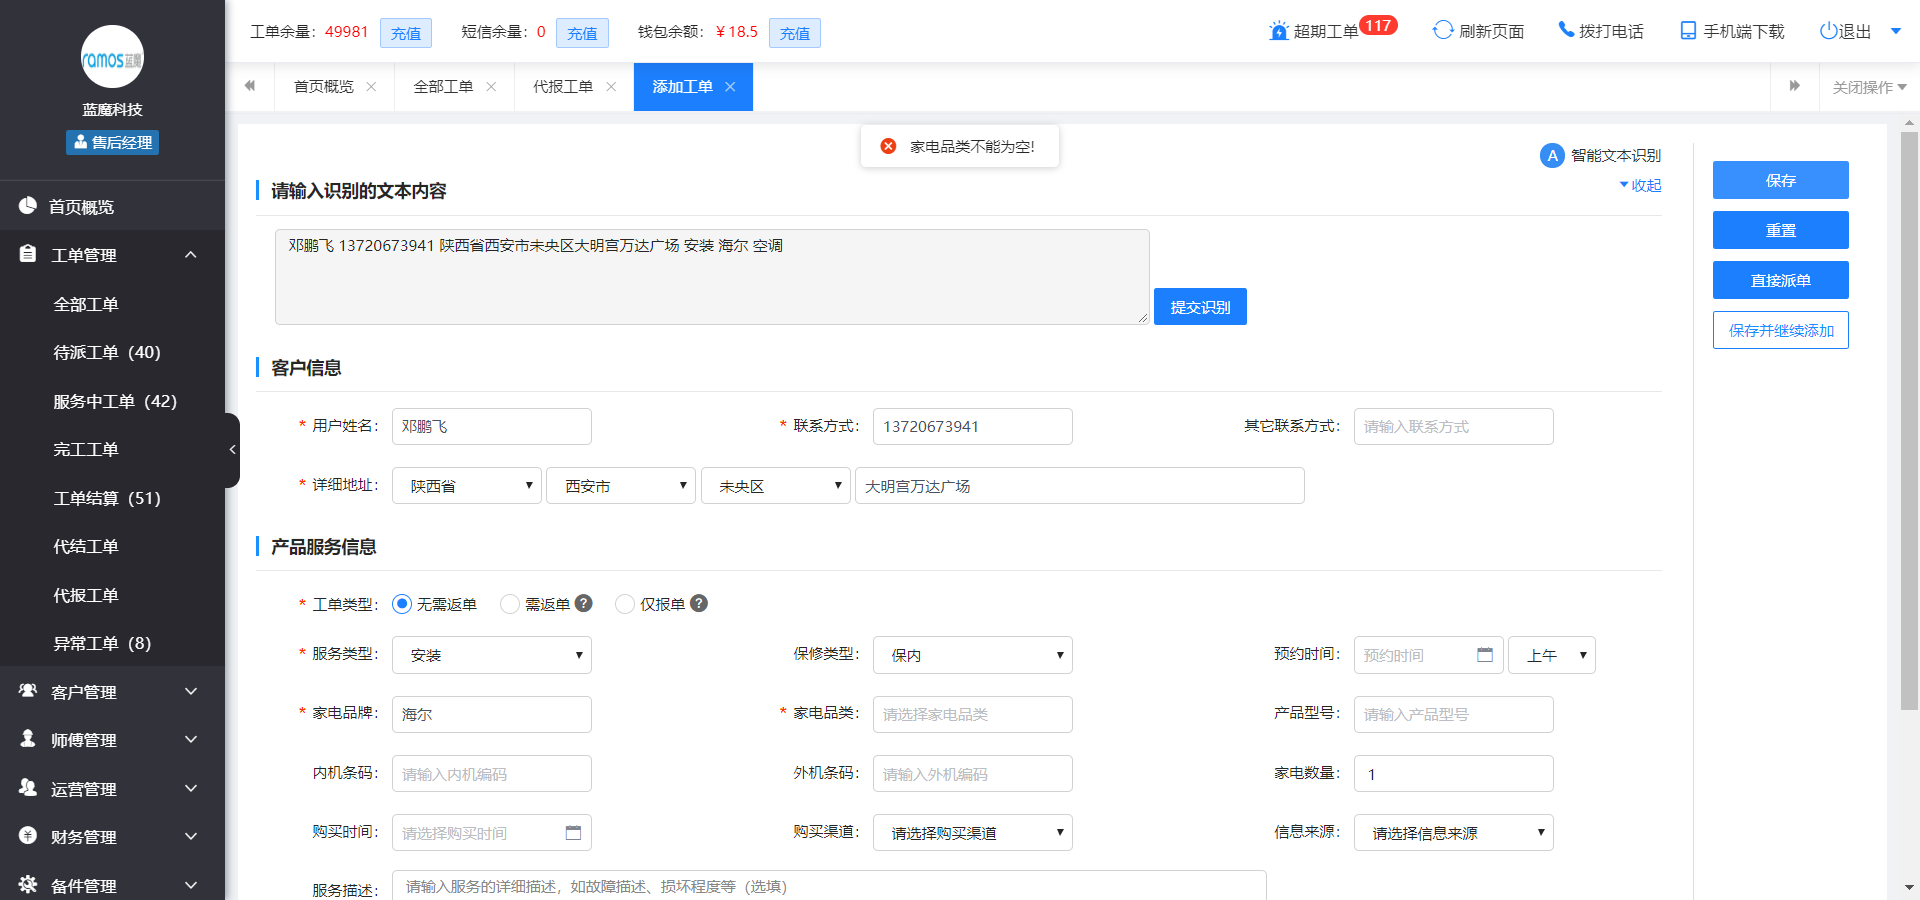 工单余量：49981 充值 短信余量：0 充值 钱包余额：￥18.5 充值 超期工单 117 刷新页面 拨打电话 手机端下载 退出
ramos蓝魔
蓝魔科技
售后经理
首页概览
工单管理
全部工单
待派工单（40）
服务中工单（42）
完工工单
工单结算（51）
代结工单
代报工单
异常工单（8）
客户管理
师傅管理
运营管理
财务管理
备件管理
首页概览 全部工单 代报工单 添加工单 关闭操作
家电品类不能为空!
A 智能文本识别
收起
请输入识别的文本内容
邓鹏飞 13720673941 陕西省西安市未央区大明宫万达广场 安装 海尔 空调
提交识别
保存
重置
直接派单
保存并继续添加
客户信息
* 用户姓名： 邓鹏飞 * 联系方式： 13720673941 其它联系方式： 请输入联系方式
* 详细地址： 陕西省 西安市 未央区 大明宫万达广场
产品服务信息
* 工单类型： 无需返单 需返单 ? 仅报单 ?
* 服务类型： 安装 保修类型： 保内 预约时间： 预约时间 上午
* 家电品牌： 海尔 * 家电品类： 请选择家电品类 产品型号： 请输入产品型号
内机条码： 请输入内机编码 外机条码： 请输入外机编码 家电数量： 1
购买时间： 请选择购买时间 购买渠道： 请选择购买渠道 信息来源： 请选择信息来源
服务描述： 请输入服务的详细描述，如故障描述、损坏程度等（选填）